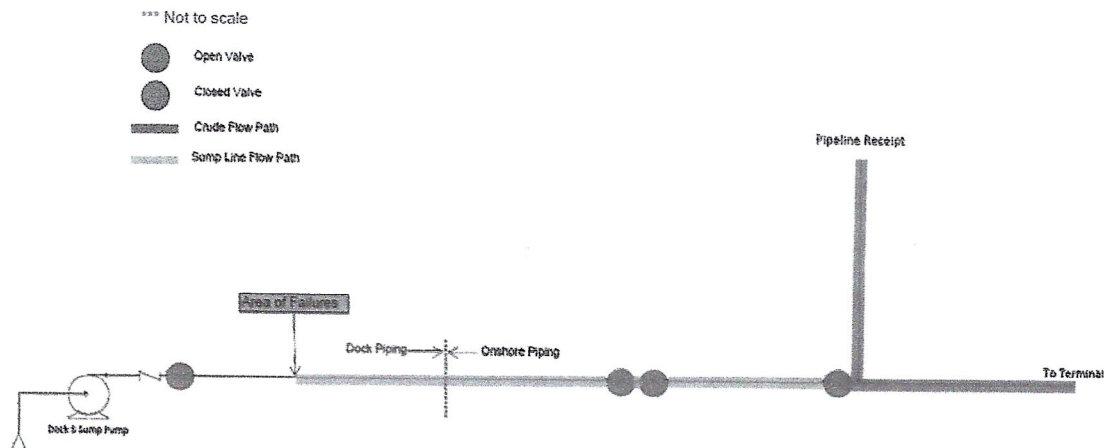 *** Not to scale
Open Valve
Closed Valve
Crude Flow Path
Sump Line Flow Path
Pipeline Receipt
Area of Failures
Dock Piping
Onshore Piping
To Terminal
Dock 5 Sump Pump